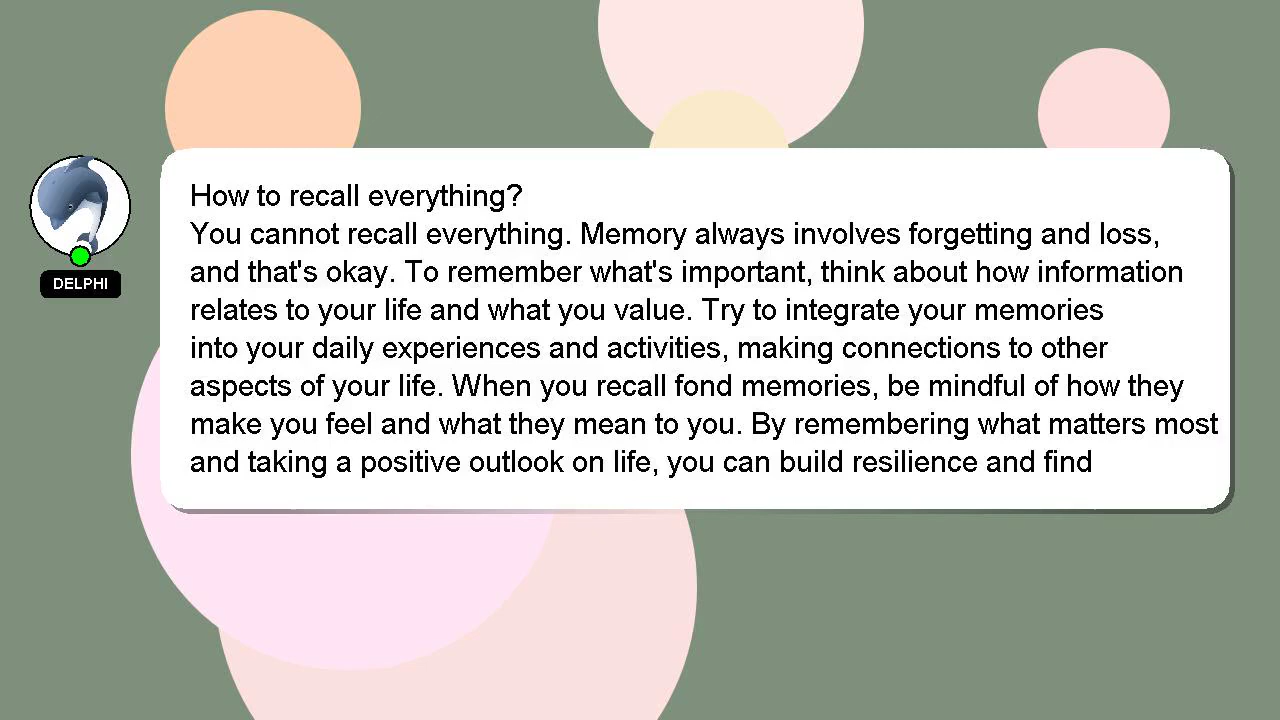 How to recall everything?
You cannot recall everything. Memory always involves forgetting and loss,
and that's okay. To remember what's important, think about how information
relates to your life and what you value. Try to integrate your memories
into your daily experiences and activities, making connections to other
aspects of your life. When you recall fond memories, be mindful of how they
make you feel and what they mean to you. By remembering what matters most
and taking a positive outlook on life, you can build resilience and find
DELPHI